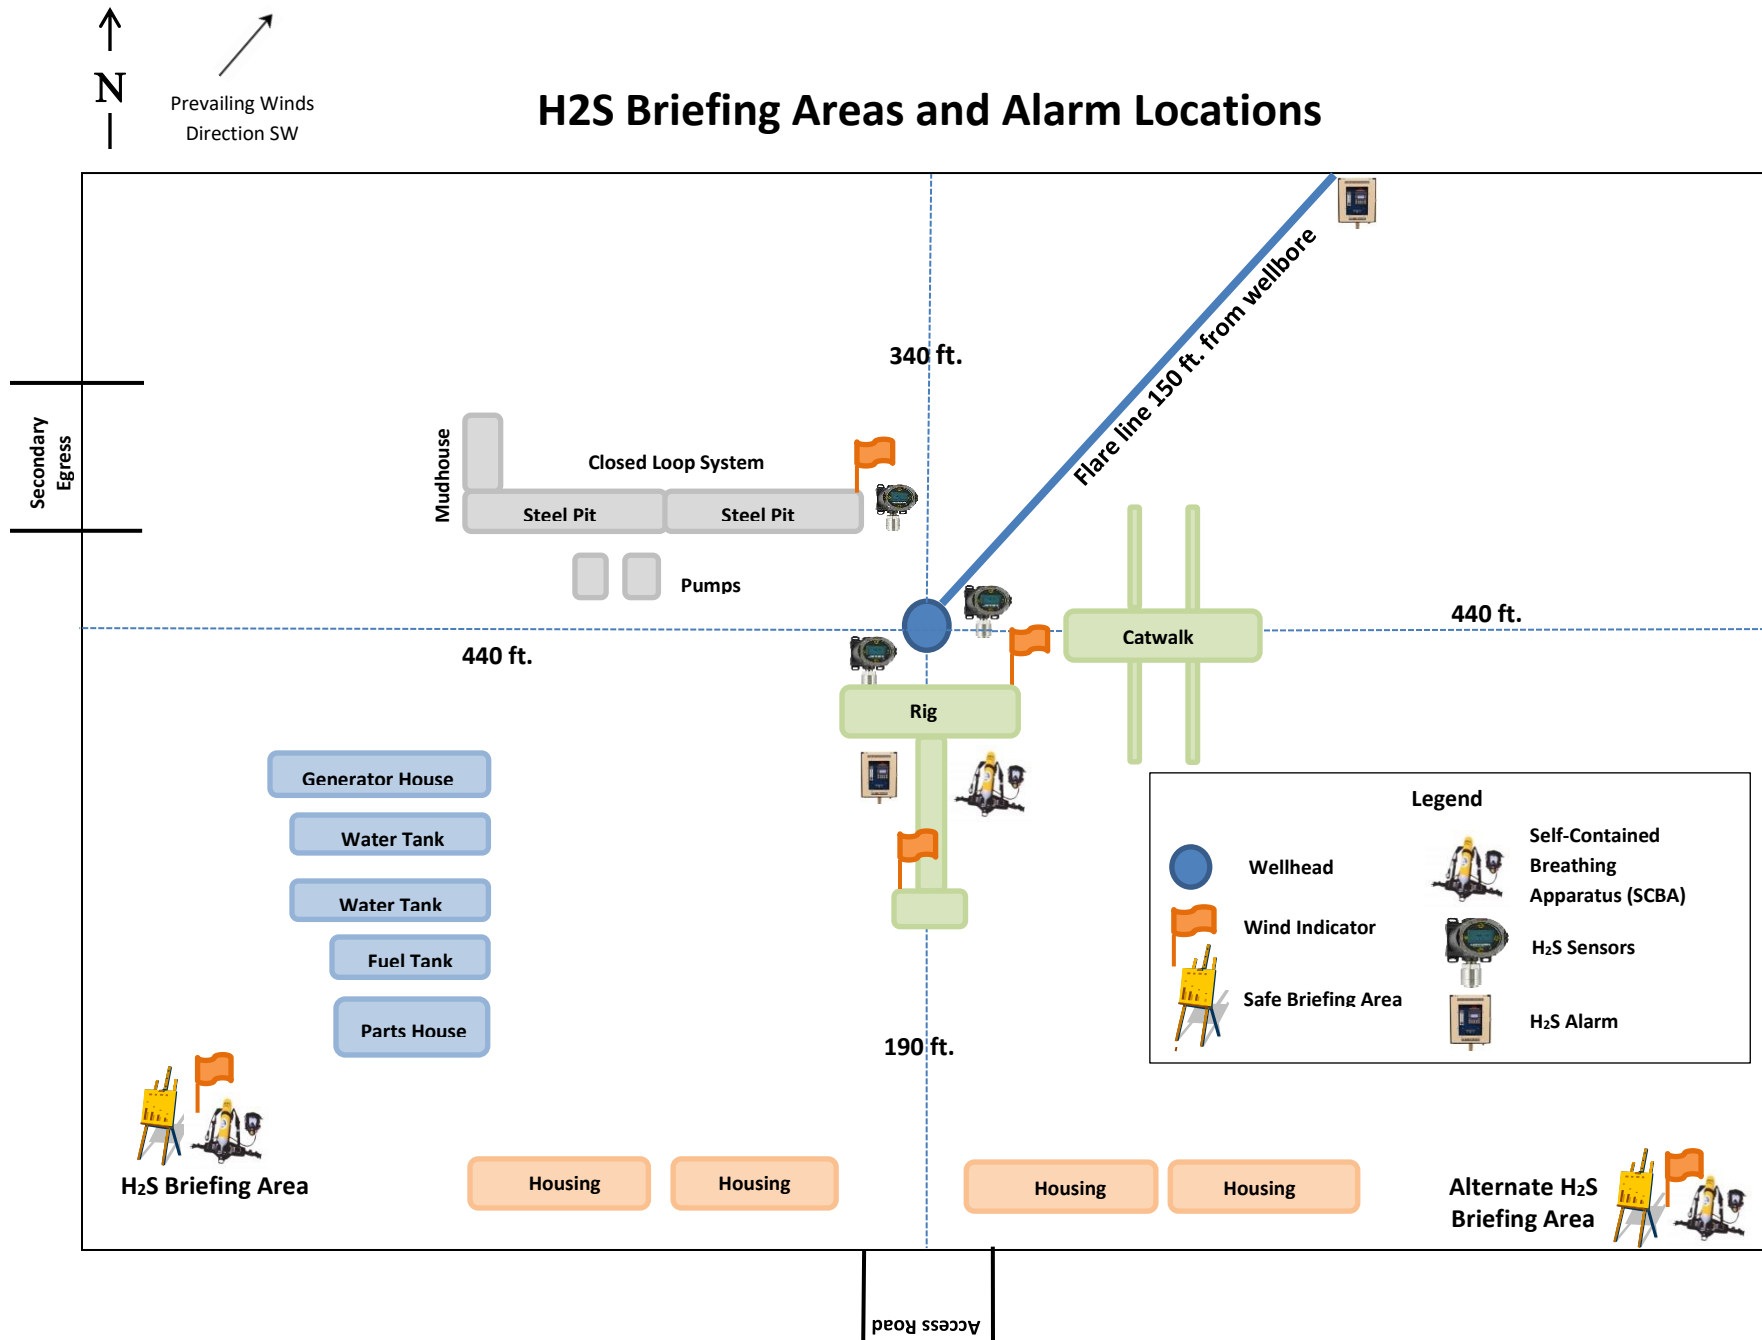 N
Prevailing Winds
Direction SW
H2S Briefing Areas and Alarm Locations
340 ft.
Flare line 150 ft. from wellbore
Secondary
Egress
Mudhouse
Closed Loop System
Steel Pit
Steel Pit
Pumps
440 ft.
440 ft.
Catwalk
Rig
Generator House
Water Tank
Water Tank
Fuel Tank
Parts House
190 ft.
Legend
Wellhead
Wind Indicator
Safe Briefing Area
Self-Contained
Breathing
Apparatus (SCBA)
H2S Sensors
H2S Alarm
H2S Briefing Area
Housing
Housing
Housing
Housing
Alternate H2S
Briefing Area
Access Road